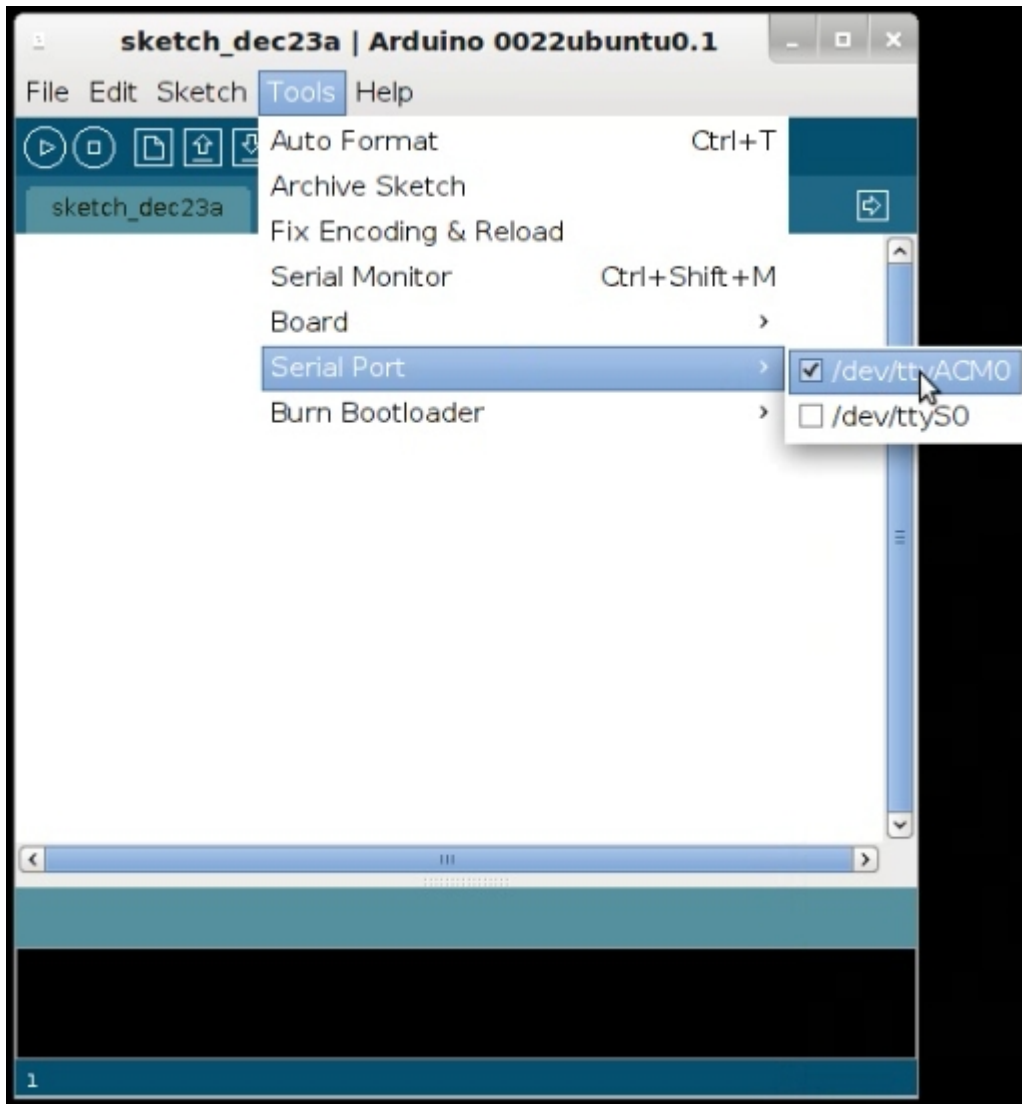 sketch_dec23a | Arduino 0022ubuntu0.1
File Edit Sketch Tools Help
Auto Format Ctrl+T
Archive Sketch
sketch_dec23a
Fix Encoding & Reload
Serial Monitor Ctrl+Shift+M
Board
Serial Port
/dev/ttyACM0
Burn Bootloader
/dev/ttyS0
1